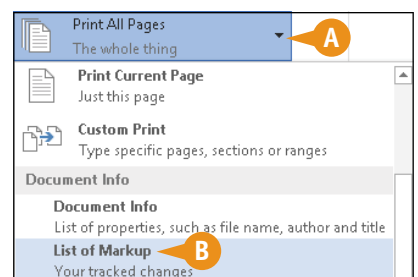 Print All Pages
The whole thing
A
Print Current Page
Just this page
Custom Print
Type specific pages, sections or ranges
Document Info
Document Info
List of properties, such as file name, author and title
List of Markup
B
Your tracked changes